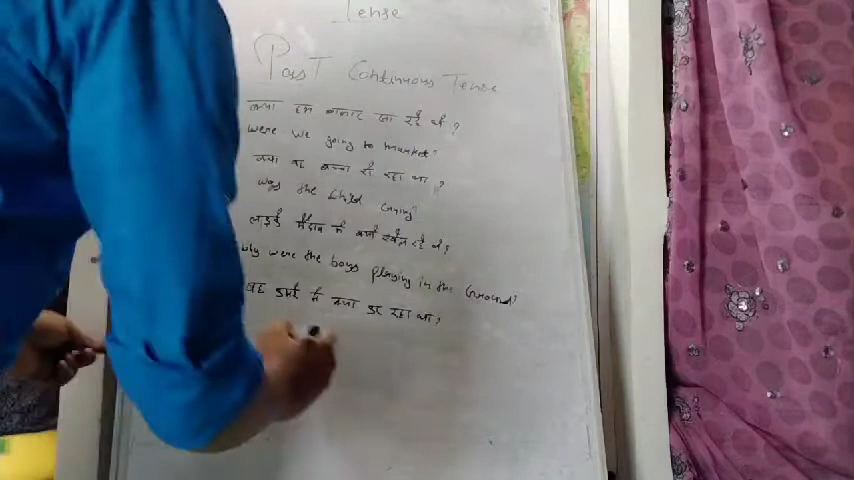 Tense
Past Continuous Tense
क्या हम बाजार जा रहे थे?
Were we going to market?
क्या वह बच्चा रो रहा था?
Was the child crying?
लड़के मैदान में क्यों खेल रहे थे?
Why were the boys playing in the Ground?
वह कमरे में क्या कर रहा था?